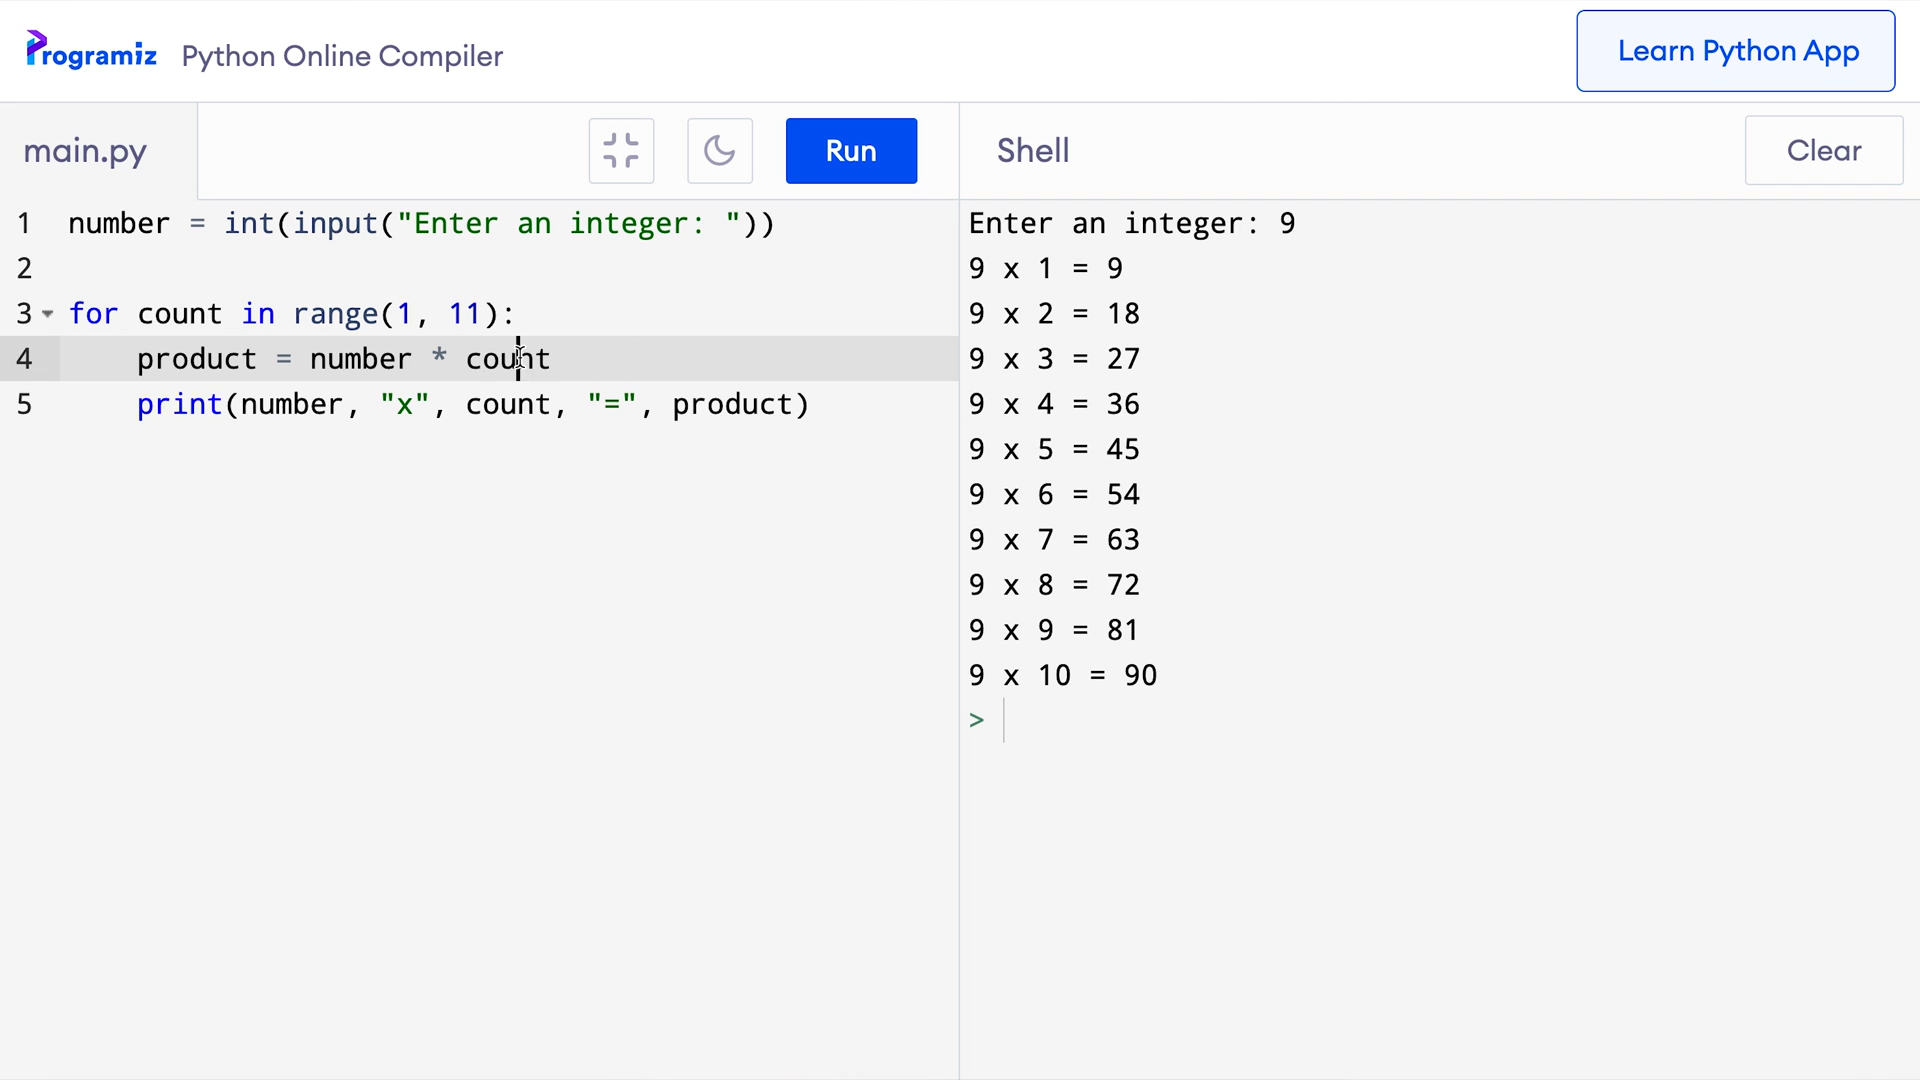 Programiz Python Online Compiler
Learn Python App
main.py
Run
Shell
Clear
1 number = int(input("Enter an integer: "))
2
3 for count in range(1, 11):
4     product = number * count
5     print(number, "x", count, "=", product)
Enter an integer: 9
9 x 1 = 9
9 x 2 = 18
9 x 3 = 27
9 x 4 = 36
9 x 5 = 45
9 x 6 = 54
9 x 7 = 63
9 x 8 = 72
9 x 9 = 81
9 x 10 = 90
>